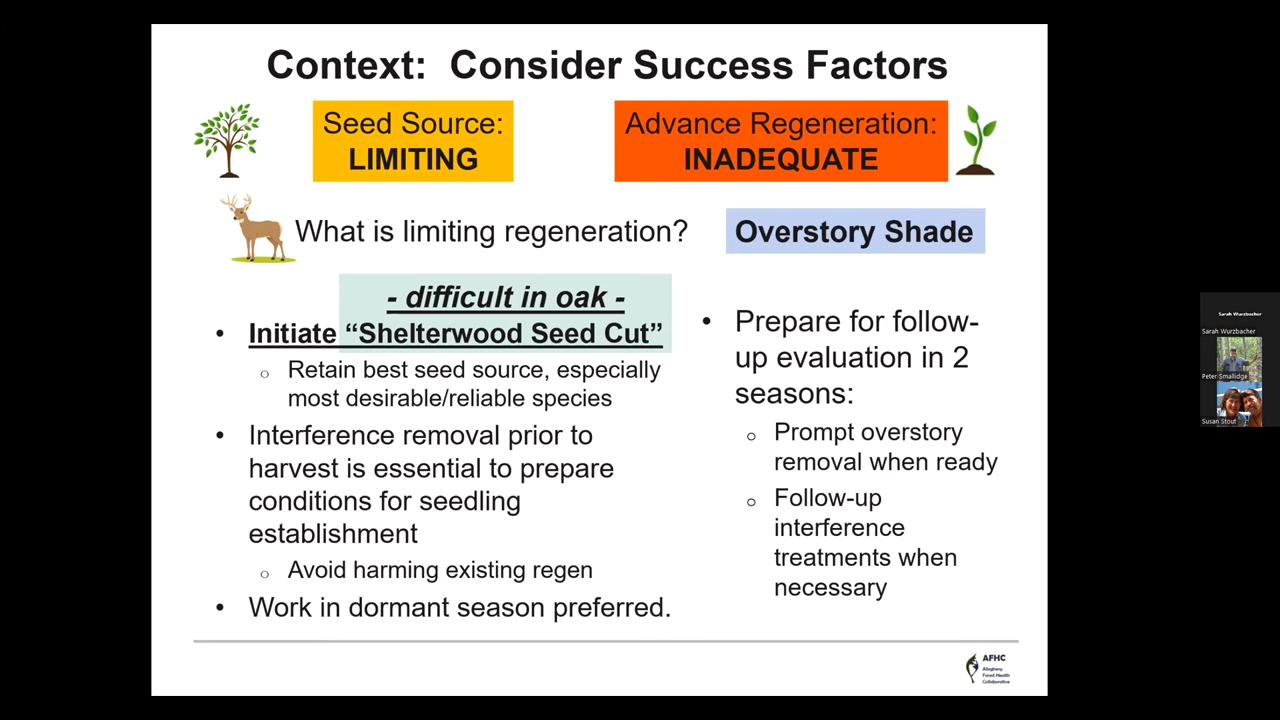 Context: Consider Success Factors
Seed Source:
LIMITING
Advance Regeneration:
INADEQUATE
What is limiting regeneration?
Overstory Shade
- difficult in oak -
• Initiate “Shelterwood Seed Cut”
o Retain best seed source, especially
most desirable/reliable species
• Interference removal prior to
harvest is essential to prepare
conditions for seedling
establishment
o Avoid harming existing regen
• Work in dormant season preferred.
• Prepare for follow-
up evaluation in 2
seasons:
o Prompt overstory
removal when ready
o Follow-up
interference
treatments when
necessary
AFHC
Allegheny
Forest Health
Collaborative
Sarah Wurzbacher
Sarah Wurzbacher
Peter Smallidge
Susan Stout